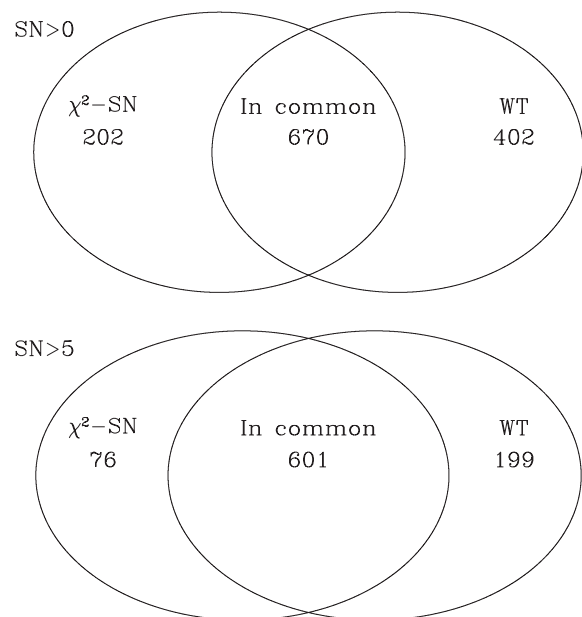 SN>0
χ²−SN In common WT
202 670 402
SN>5
χ²−SN In common WT
76 601 199